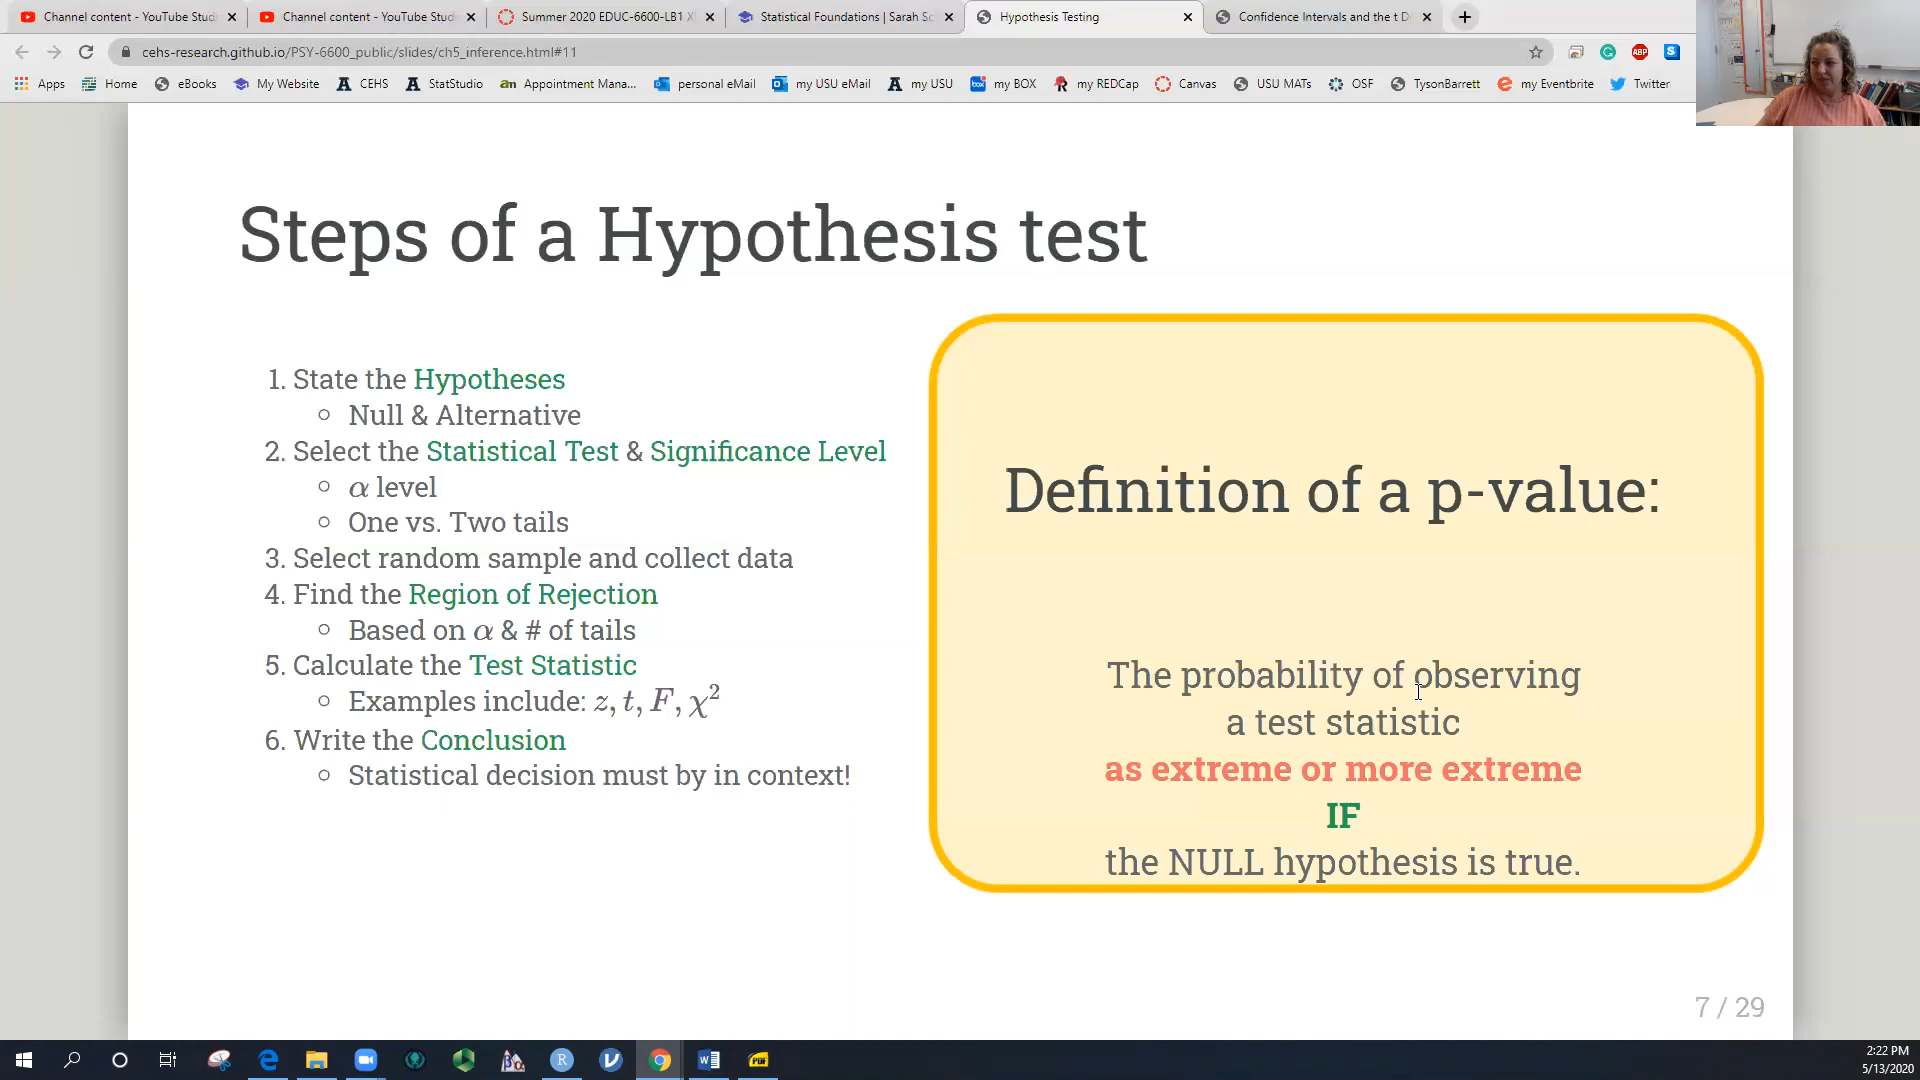 Channel content - YouTube Stud
Channel content - YouTube Stud
Summer 2020 EDUC-6600-LB1 X
Statistical Foundations | Sarah Sc
Hypothesis Testing
Confidence Intervals and the t D
cehs-research.github.io/PSY-6600_public/slides/ch5_inference.html#11
Apps
Home
eBooks
My Website
CEHS
StatStudio
Appointment Mana...
personal eMail
my USU eMail
my USU
my BOX
my REDCap
Canvas
USU MATs
OSF
TysonBarrett
my Eventbrite
Twitter
Steps of a Hypothesis test
1. State the Hypotheses
Null & Alternative
2. Select the Statistical Test & Significance Level
α level
One vs. Two tails
3. Select random sample and collect data
4. Find the Region of Rejection
Based on α & # of tails
5. Calculate the Test Statistic
Examples include: z, t, F, χ²
6. Write the Conclusion
Statistical decision must by in context!
Definition of a p-value:
The probability of observing
a test statistic
as extreme or more extreme
IF
the NULL hypothesis is true.
7 / 29
2:22 PM
5/13/2020